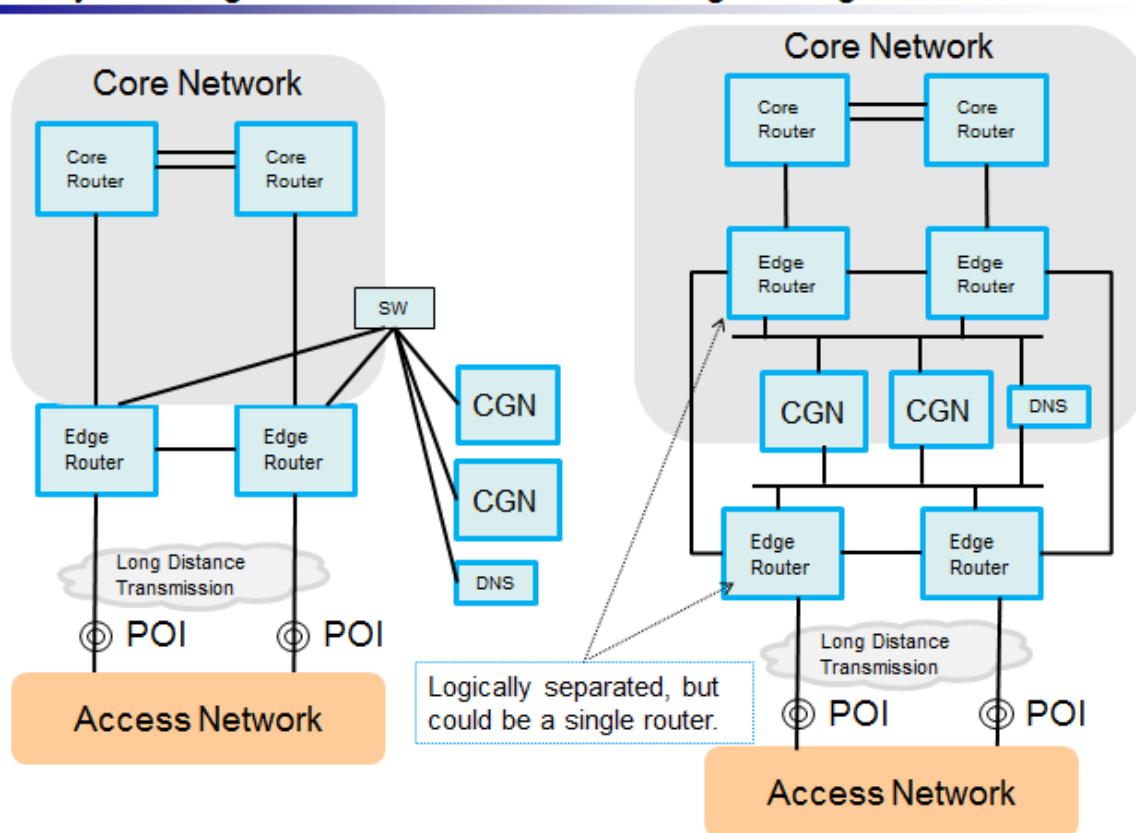 Core Network
Core
Router
Core
Router
SW
CGN
Edge
Router
Edge
Router
CGN
DNS
Long Distance
Transmission
POI
POI
Access Network
Core Network
Core
Router
Core
Router
Edge
Router
Edge
Router
CGN
CGN
DNS
Edge
Router
Edge
Router
Long Distance
Transmission
Logically separated, but
could be a single router.
POI
POI
Access Network